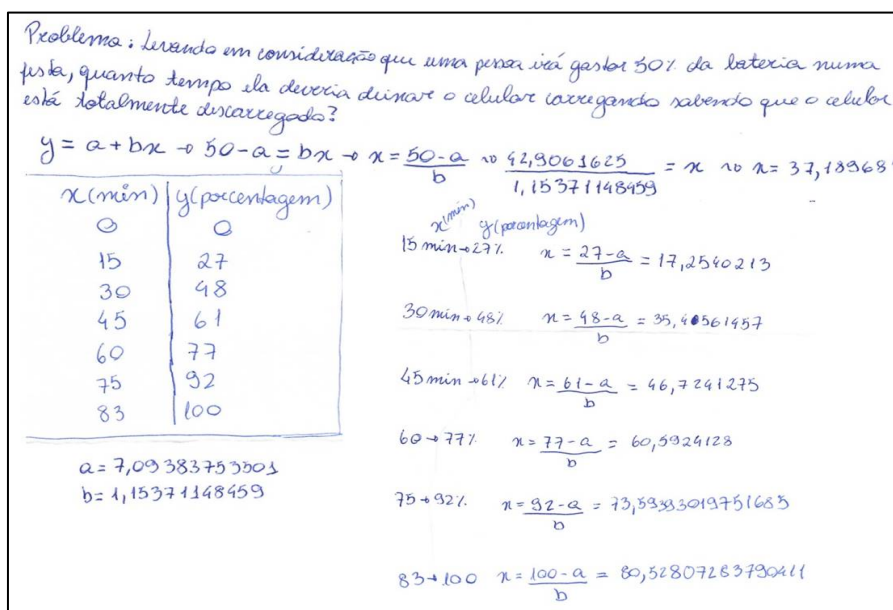 Problema: Levando em consideração que uma pessoa irá gastar 50% da bateria numa
festa, quanto tempo ela deveria deixar o celular carregando sabendo que o celular
está totalmente descarregado?
y = a + bx → 50-a = bx → x = 50-a/b ~ 42,9061625/1,15371148459 = x ~ x = 37,18968
x(min) y(porcentagem)
0 0
15 27
30 48
45 61
60 77
75 92
83 100
a = 7,09383753501
b = 1,15371148459
x(min) y(porcentagem)
15 min → 27% x = 27-a/b = 17,2540213
30 min → 48% x = 48-a/b = 35,40561457
45 min → 61% x = 61-a/b = 46,7241275
60 → 77% x = 77-a/b = 60,5924128
75 → 92% x = 92-a/b = 73,59393019751685
83 → 100 x = 100-a/b = 80,52807283790411